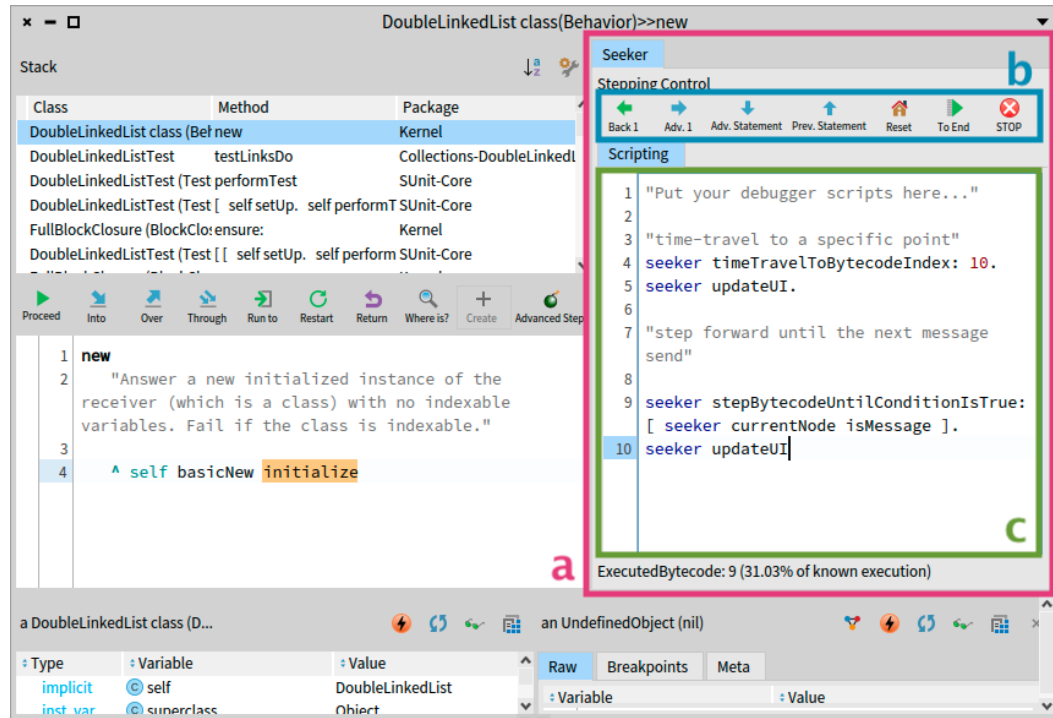 DoubleLinkedList class(Behavior)>>new
Stack
Class Method Package
DoubleLinkedList class (Beh new Kernel
DoubleLinkedListTest testLinksDo Collections-DoubleLinkedL
DoubleLinkedListTest (Test performTest SUnit-Core
DoubleLinkedListTest (Test [ self setUp. self performT SUnit-Core
FullBlockClosure (BlockClos ensure: Kernel
DoubleLinkedListTest (Test [ [ self setUp. self perform SUnit-Core
Proceed Into Over Through Run to Restart Return Where is? Create Advanced Step
1 new
2 "Answer a new initialized instance of the
receiver (which is a class) with no indexable
variables. Fail if the class is indexable."
3
4 ^ self basicNew initialize
a
Seeker
b
Stepping Control
Back 1 Adv. 1 Adv. Statement Prev. Statement Reset To End STOP
Scripting
1 "Put your debugger scripts here..."
2
3 "time-travel to a specific point"
4 seeker timeTravelToBytecodeIndex: 10.
5 seeker updateUI.
6
7 "step forward until the next message
send"
8
9 seeker stepBytecodeUntilConditionIsTrue:
[ seeker currentNode isMessage ].
10 seeker updateUI
c
ExecutedBytecode: 9 (31.03% of known execution)
a DoubleLinkedList class (D...
Type Variable Value
implicit C self DoubleLinkedList
inst. var C superclass Object
an UndefinedObject (nil)
Raw Breakpoints Meta
Variable Value